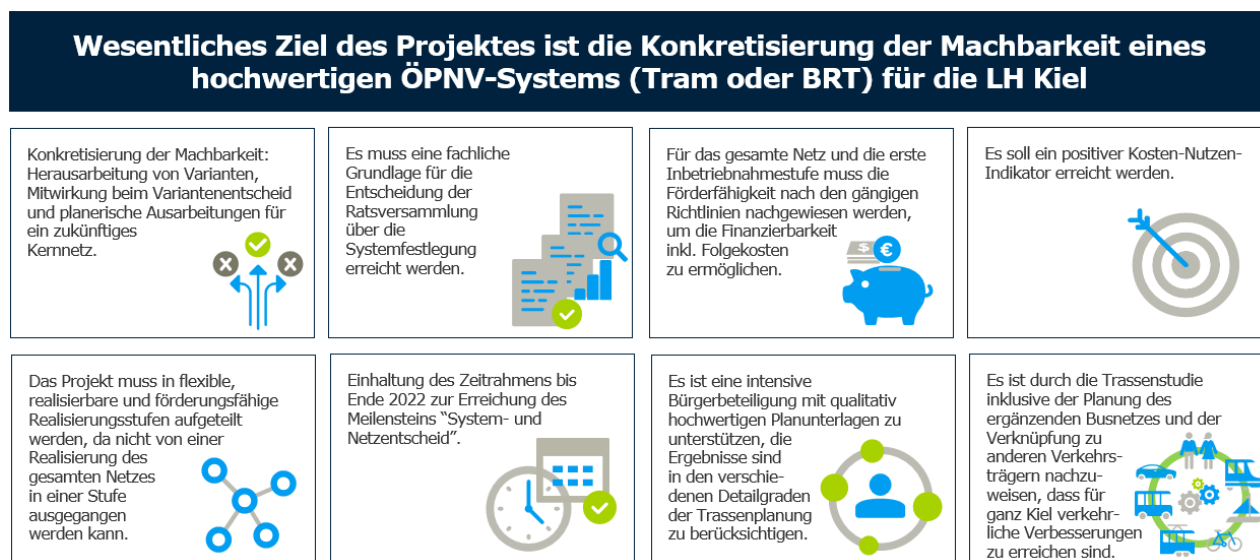 Wesentliches Ziel des Projektes ist die Konkretisierung der Machbarkeit eines
hochwertigen ÖPNV-Systems (Tram oder BRT) für die LH Kiel
Konkretisierung der Machbarkeit:
Herausarbeitung von Varianten,
Mitwirkung beim Variantenentscheid
und planerische Ausarbeitungen für
ein zukünftiges
Kernnetz.
Es muss eine fachliche
Grundlage für die
Entscheidung der
Ratsversammlung
über die
Systemfestlegung
erreicht werden.
Für das gesamte Netz und die erste
Inbetriebnahmestufe muss die
Förderfähigkeit nach den gängigen
Richtlinien nachgewiesen werden,
um die Finanzierbarkeit
inkl. Folgekosten
zu ermöglichen.
$ €
Es soll ein positiver Kosten-Nutzen-
Indikator erreicht werden.
Das Projekt muss in flexible,
realisierbare und förderungsfähige
Realisierungsstufen aufgeteilt
werden, da nicht von einer
Realisierung des
gesamten Netzes
in einer Stufe
ausgegangen
werden kann.
Einhaltung des Zeitrahmens bis
Ende 2022 zur Erreichung des
Meilensteins “System- und
Netzentscheid”.
Es ist eine intensive
Bürgerbeteiligung mit qualitativ
hochwertigen Planunterlagen zu
unterstützen, die
Ergebnisse sind
in den verschie-
denen Detailgraden
der Trassenplanung
zu berücksichtigen.
Es ist durch die Trassenstudie
inklusive der Planung des
ergänzenden Busnetzes und der
Verknüpfung zu
anderen Verkehrs-
trägern nachzu-
weisen, dass für
ganz Kiel verkehr-
liche Verbesserungen
zu erreichen sind.